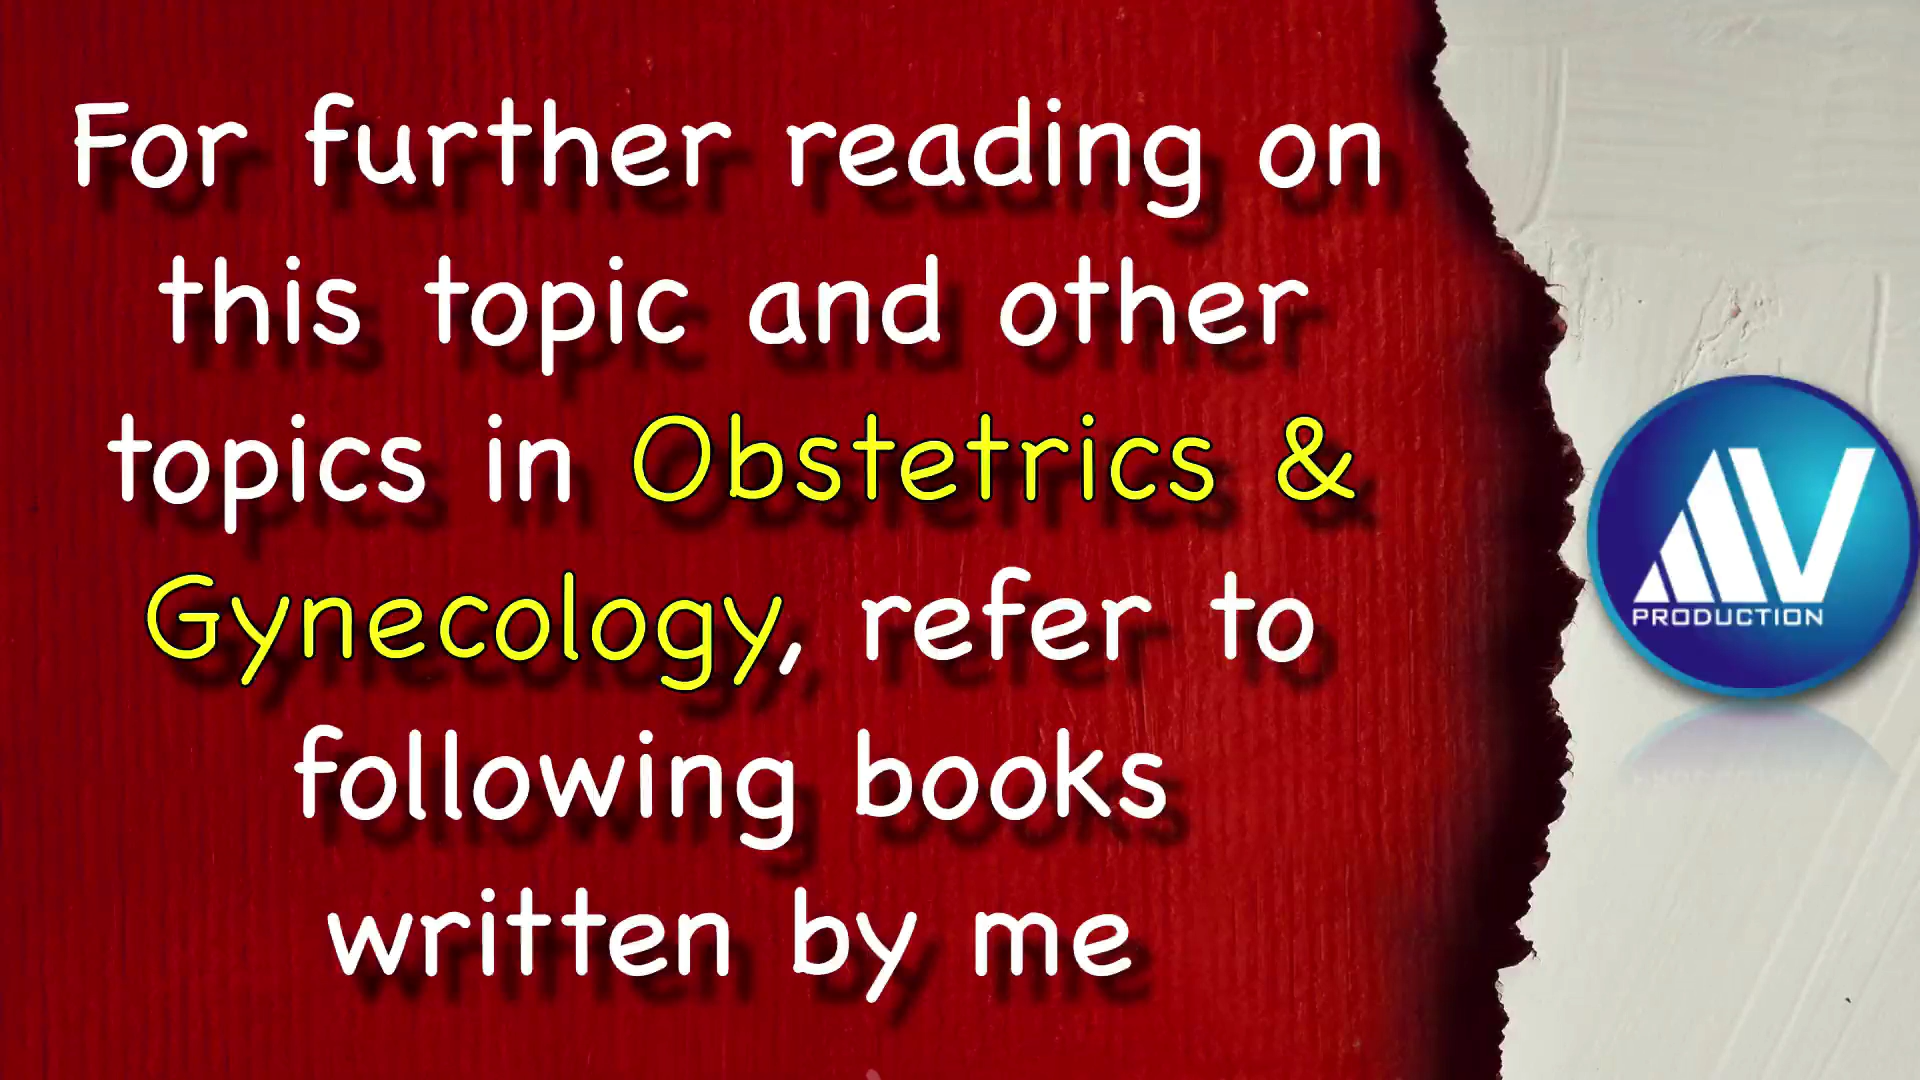 For further reading on
this topic and other
topics in Obstetrics &
Gynecology, refer to
following books
written by me
AV
PRODUCTION